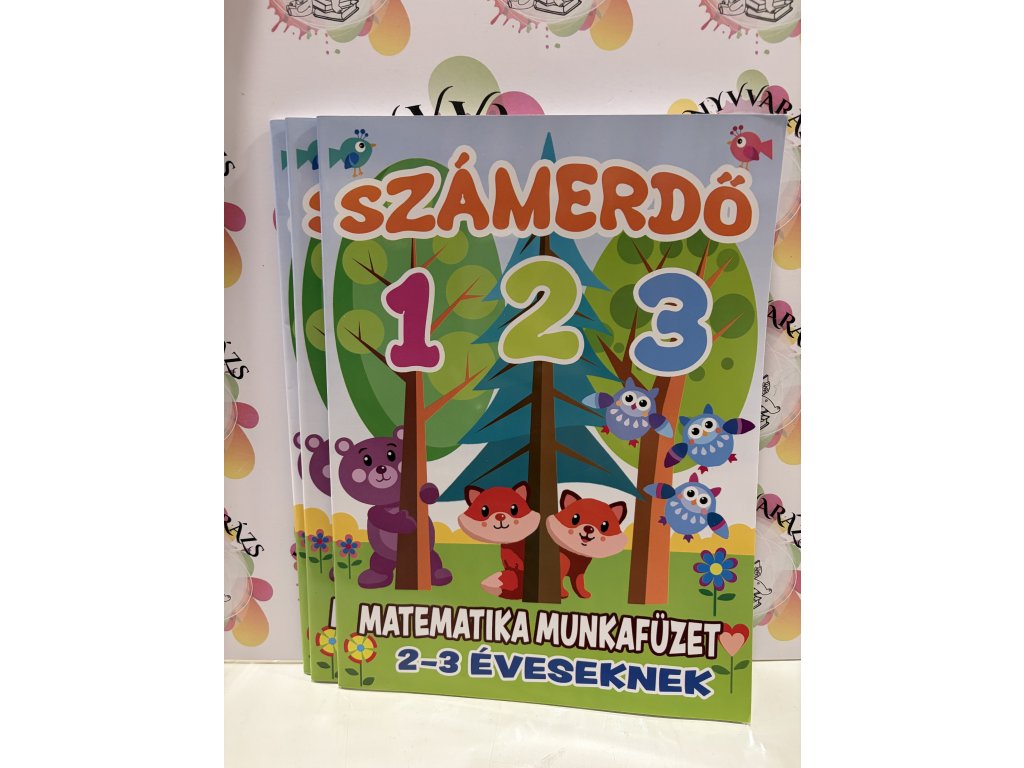 SZÁMERDŐ
1 2 3
MATEMATIKA MUNKAFÜZET
2-3 ÉVESEKNEK